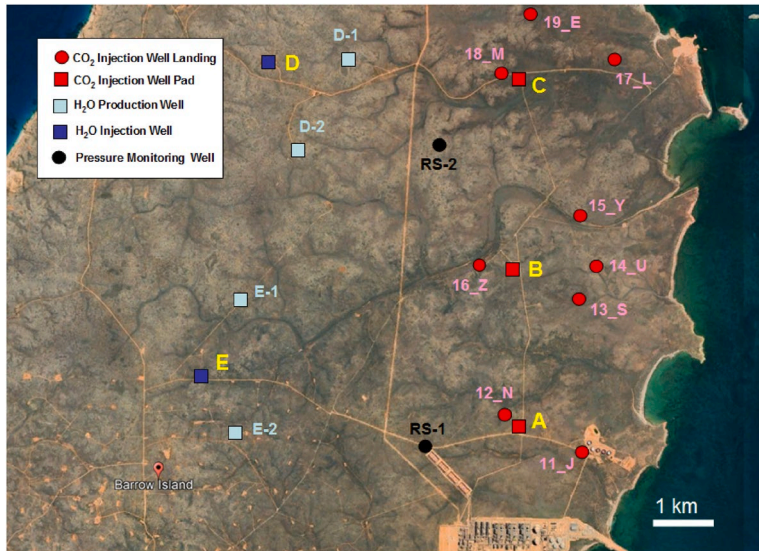 19_E
D-1
18_M
D
17_L
C
CO₂ Injection Well Landing
CO₂ Injection Well Pad
H₂O Production Well
H₂O Injection Well
Pressure Monitoring Well
D-2
RS-2
15_Y
B
14_U
16_Z
E-1
13_S
E
12_N
A
RS-1
E-2
11_J
Barrow Island
1 km